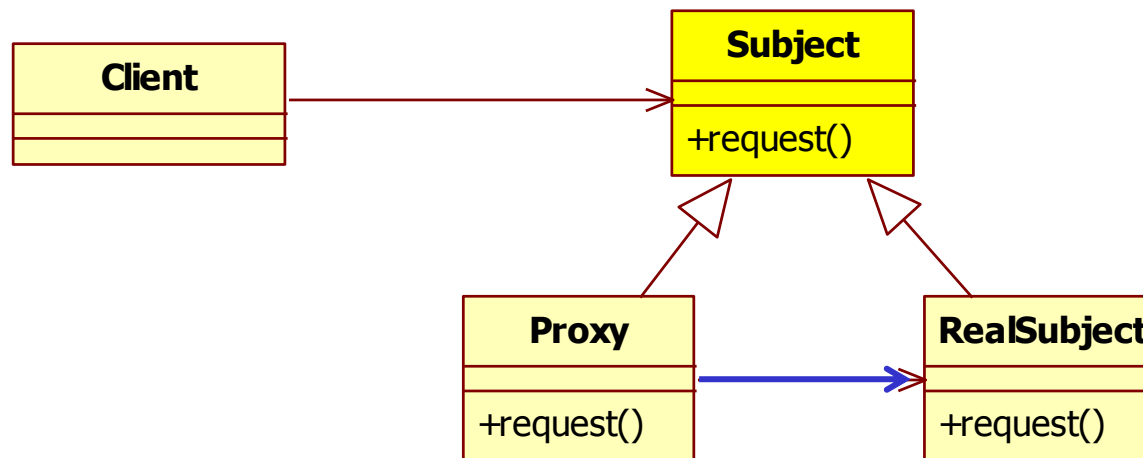 Client
Subject
+request()
Proxy
+request()
RealSubject
+request()